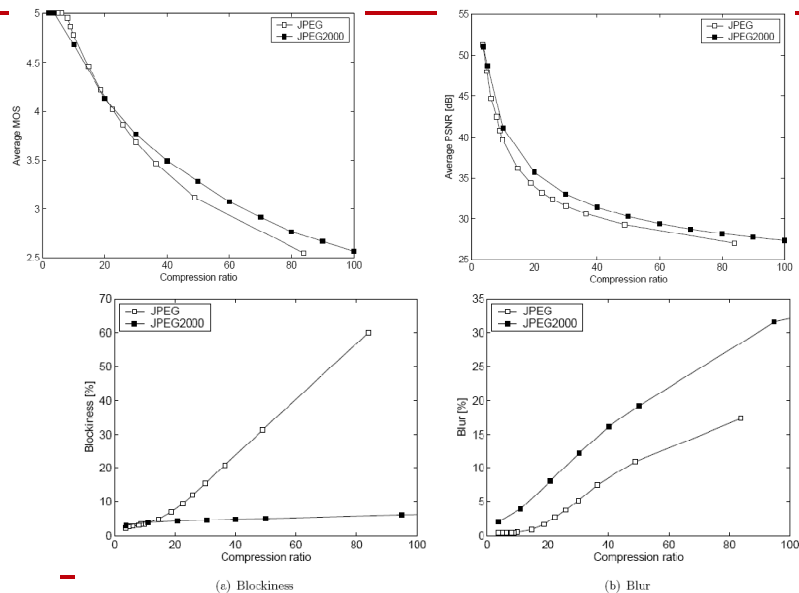 5
4.5
4
3.5
3
2.5
0
20
40
60
80
100
Average MOS
Compression ratio
JPEG
JPEG2000
55
50
45
40
35
30
25
0
20
40
60
80
100
Average PSNR [dB]
Compression ratio
JPEG
JPEG2000
70
60
50
40
30
20
10
0
0
20
40
60
80
100
Blockiness [%]
Compression ratio
JPEG
JPEG2000
(a) Blockiness
35
30
25
20
15
10
5
0
0
20
40
60
80
100
Blur [%]
Compression ratio
JPEG
JPEG2000
(b) Blur